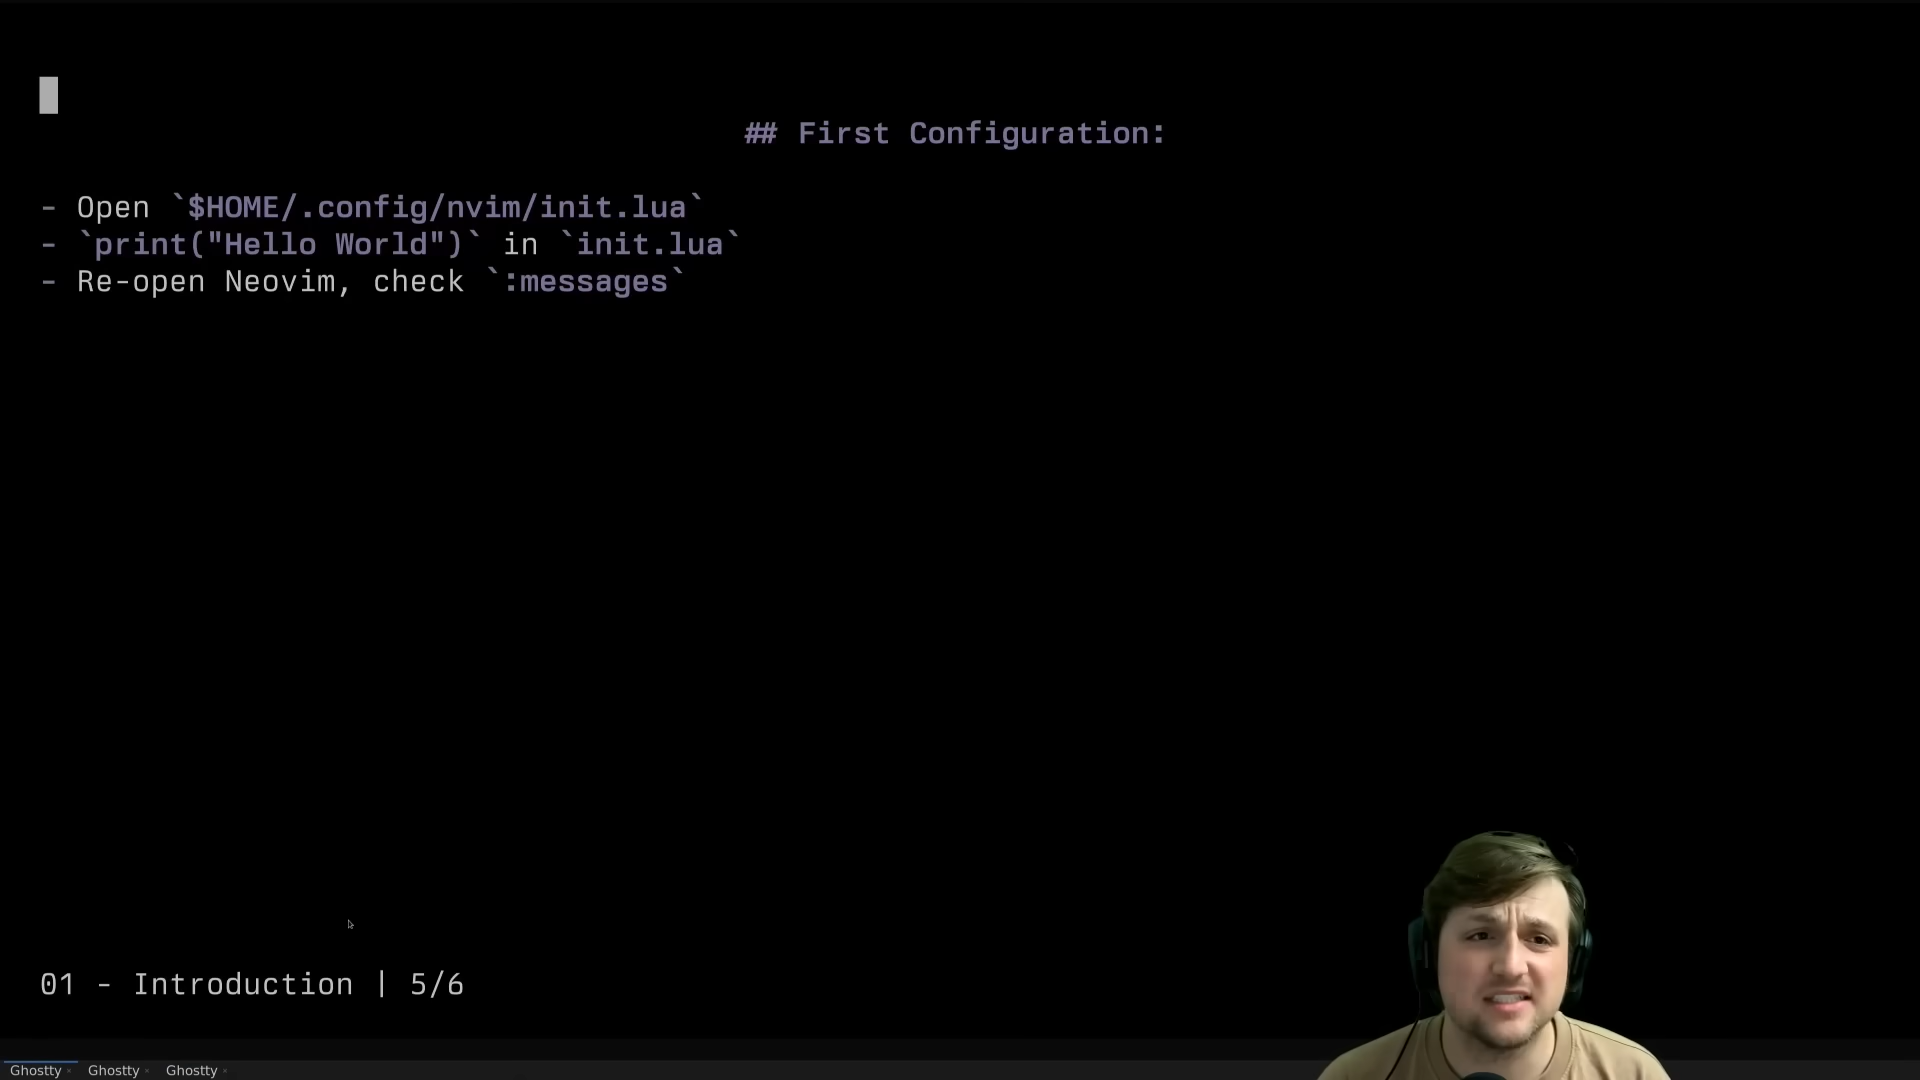 ## First Configuration:
- Open `$HOME/.config/nvim/init.lua`
- `print("Hello World")` in `init.lua`
- Re-open Neovim, check `:messages`
01 - Introduction | 5/6
Ghostty Ghostty Ghostty